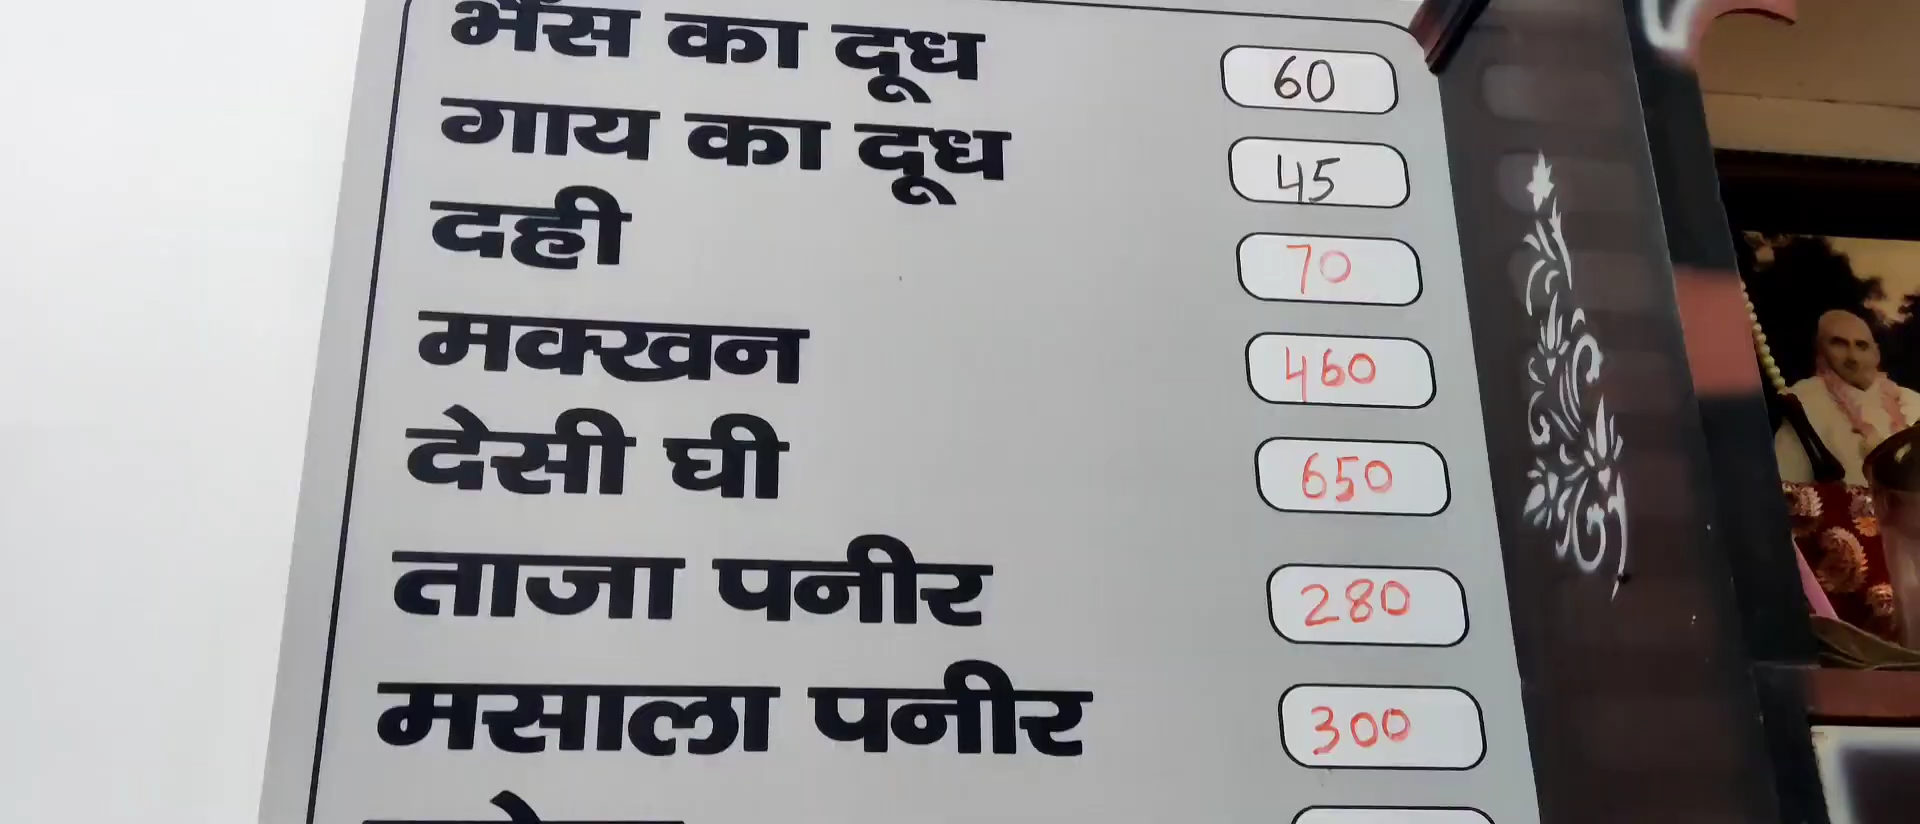 भैंस का दूध 60
गाय का दूध 45
दही 70
मक्खन 460
देसी घी 650
ताजा पनीर 280
मसाला पनीर 300